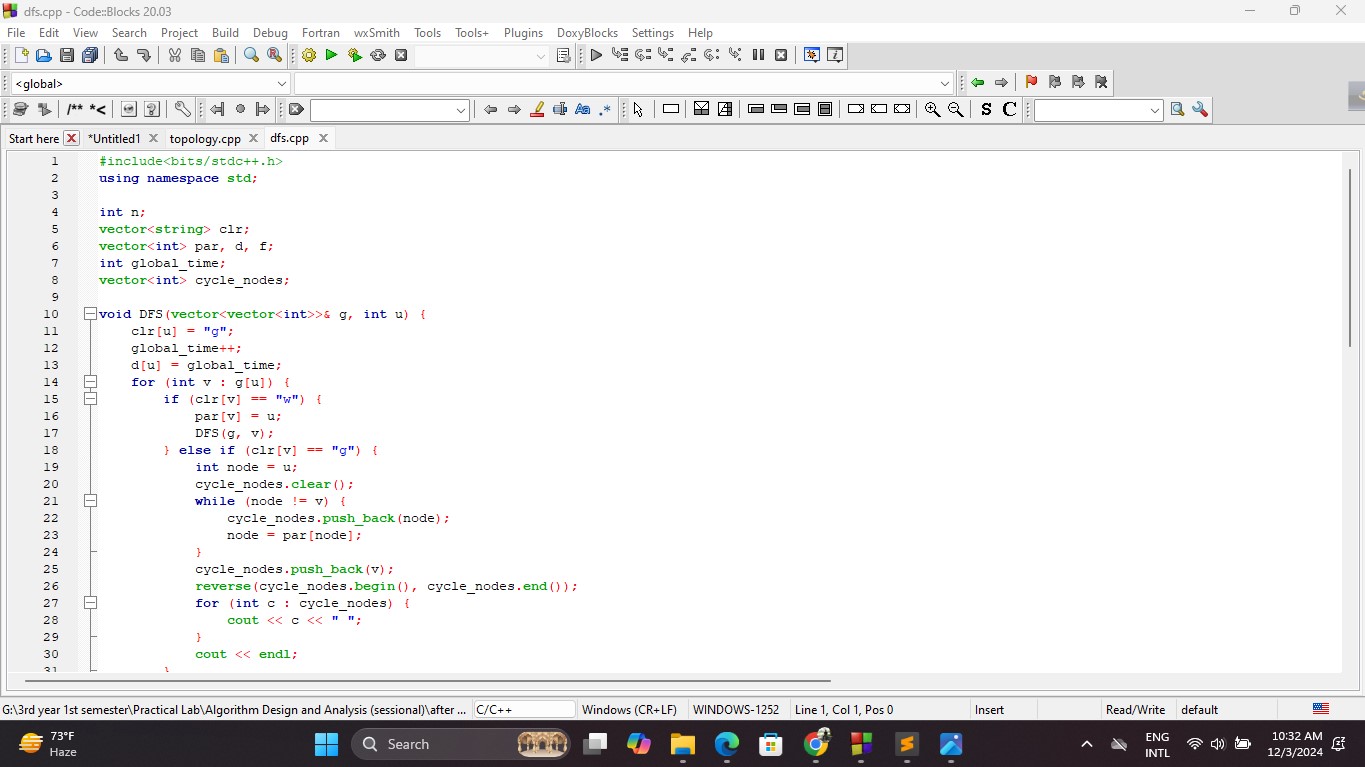 dfs.cpp - Code::Blocks 20.03
File Edit View Search Project Build Debug Fortran wxSmith Tools Tools+ Plugins DoxyBlocks Settings Help
<global>
/** *< S C
Start here *Untitled1 topology.cpp dfs.cpp
1 #include<bits/stdc++.h>
2 using namespace std;
3
4 int n;
5 vector<string> clr;
6 vector<int> par, d, f;
7 int global_time;
8 vector<int> cycle_nodes;
9
10 void DFS(vector<vector<int>>& g, int u) {
11 clr[u] = "g";
12 global_time++;
13 d[u] = global_time;
14 for (int v : g[u]) {
15 if (clr[v] == "w") {
16 par[v] = u;
17 DFS(g, v);
18 } else if (clr[v] == "g") {
19 int node = u;
20 cycle_nodes.clear();
21 while (node != v) {
22 cycle_nodes.push_back(node);
23 node = par[node];
24 }
25 cycle_nodes.push_back(v);
26 reverse(cycle_nodes.begin(), cycle_nodes.end());
27 for (int c : cycle_nodes) {
28 cout << c << " ";
29 }
30 cout << endl;
31 }
G:\3rd year 1st semester\Practical Lab\Algorithm Design and Analysis (sessional)\after ... C/C++ Windows (CR+LF) WINDOWS-1252 Line 1, Col 1, Pos 0 Insert Read/Write default
73°F
Haze
Search
ENG
INTL
10:32 AM
12/3/2024